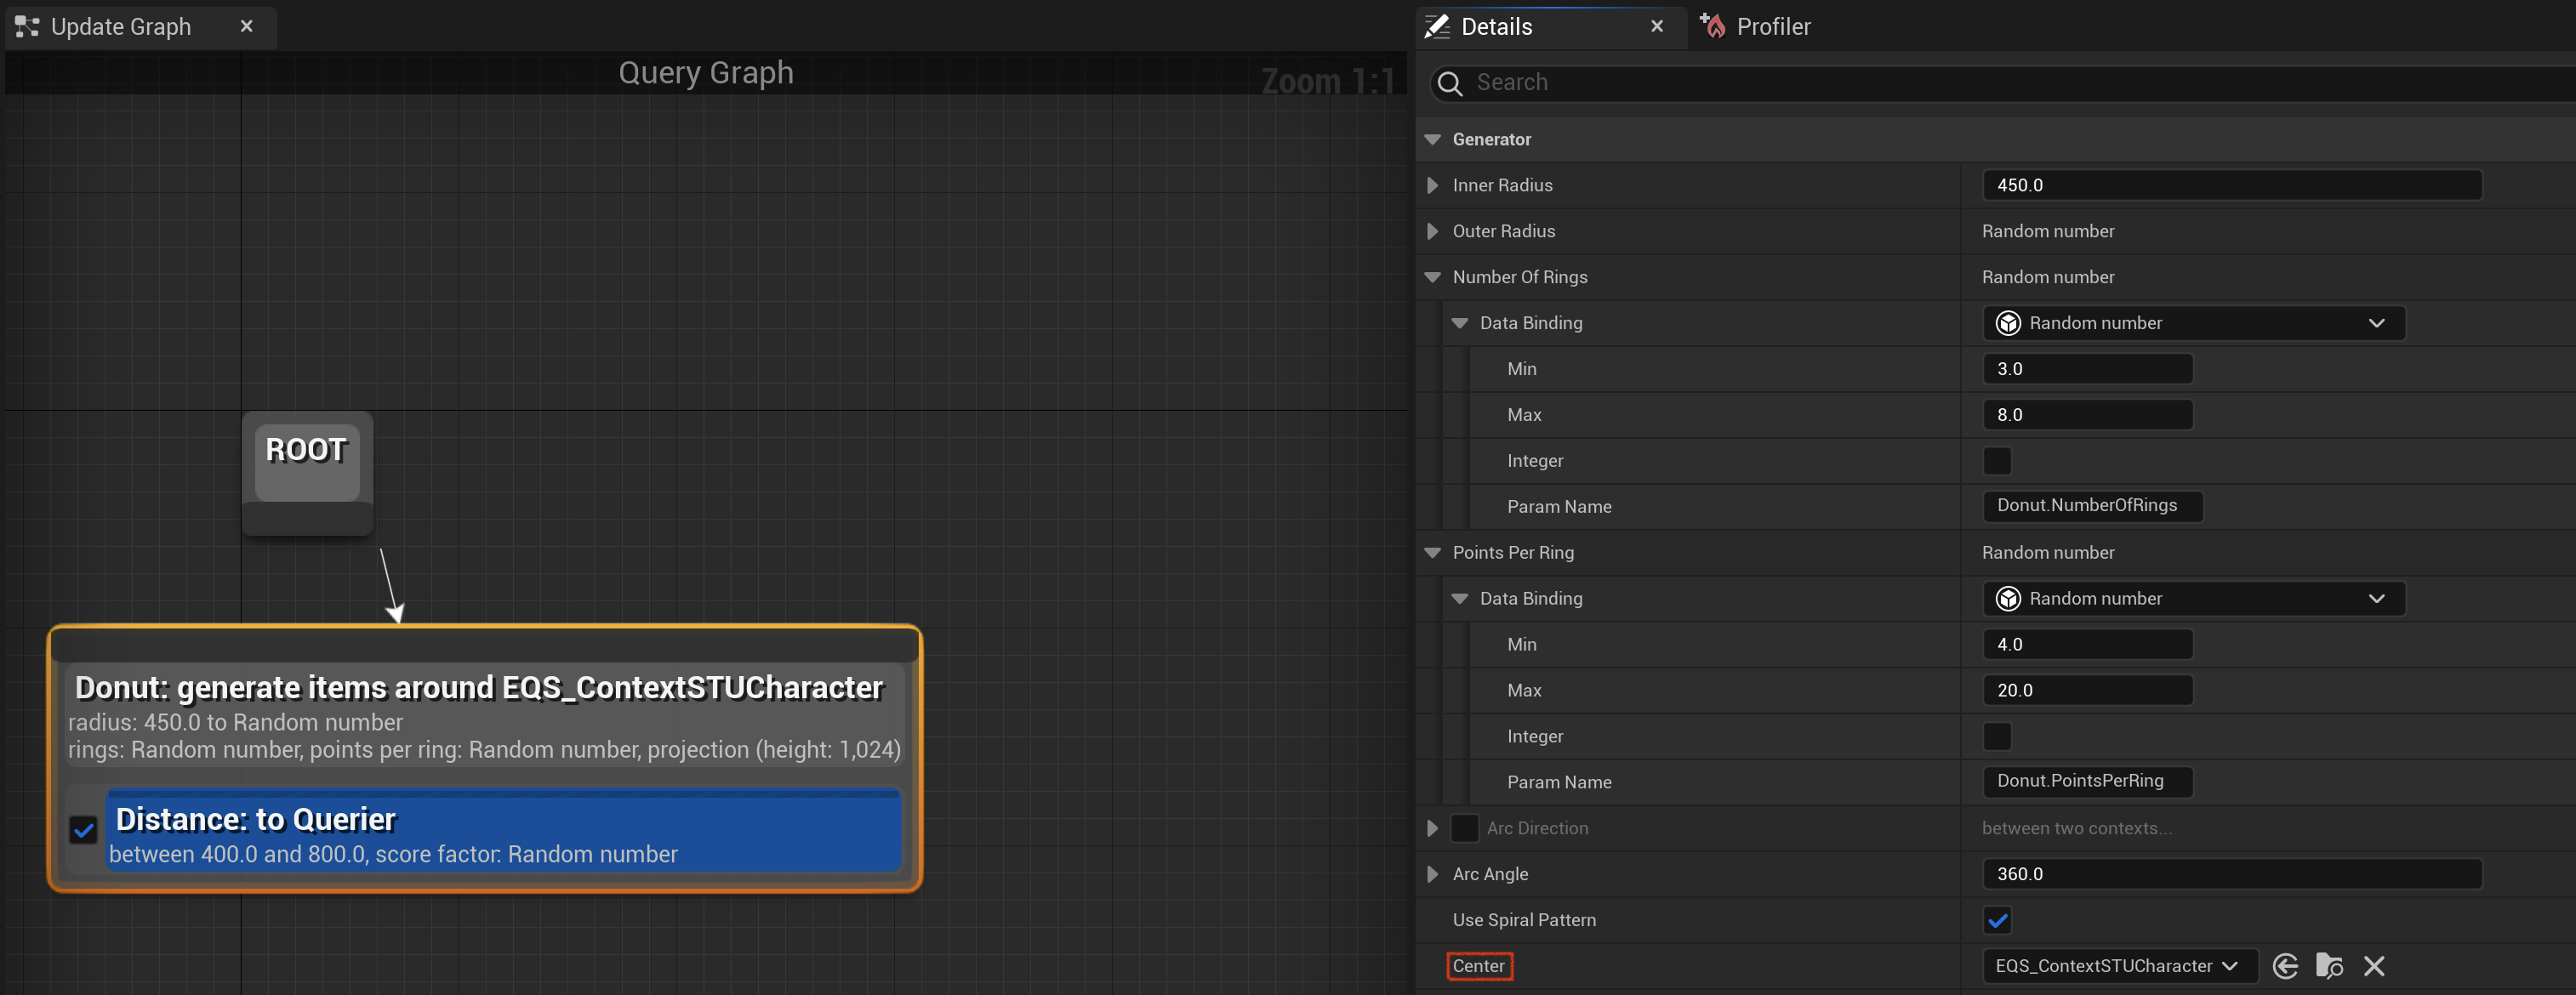 Update Graph
Query Graph
Zoom 1:1
ROOT
Donut: generate items around EQS_ContextSTUCharacter
radius: 450.0 to Random number
rings: Random number, points per ring: Random number, projection (height: 1,024)
Distance: to Querier
between 400.0 and 800.0, score factor: Random number
Details
Profiler
Search
Generator
Inner Radius 450.0
Outer Radius Random number
Number Of Rings Random number
Data Binding Random number
Min 3.0
Max 8.0
Integer
Param Name Donut.NumberOfRings
Points Per Ring Random number
Data Binding Random number
Min 4.0
Max 20.0
Integer
Param Name Donut.PointsPerRing
Arc Direction between two contexts...
Arc Angle 360.0
Use Spiral Pattern
Center EQS_ContextSTUCharacter